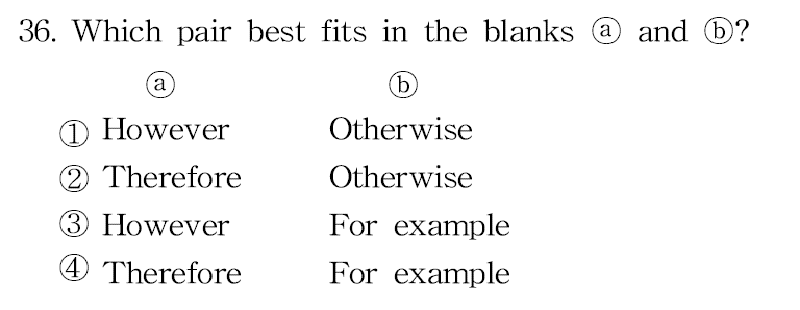 36. Which pair best fits in the blanks ⓐ and ⓑ?
ⓐ ⓑ
① However Otherwise
② Therefore Otherwise
③ However For example
④ Therefore For example